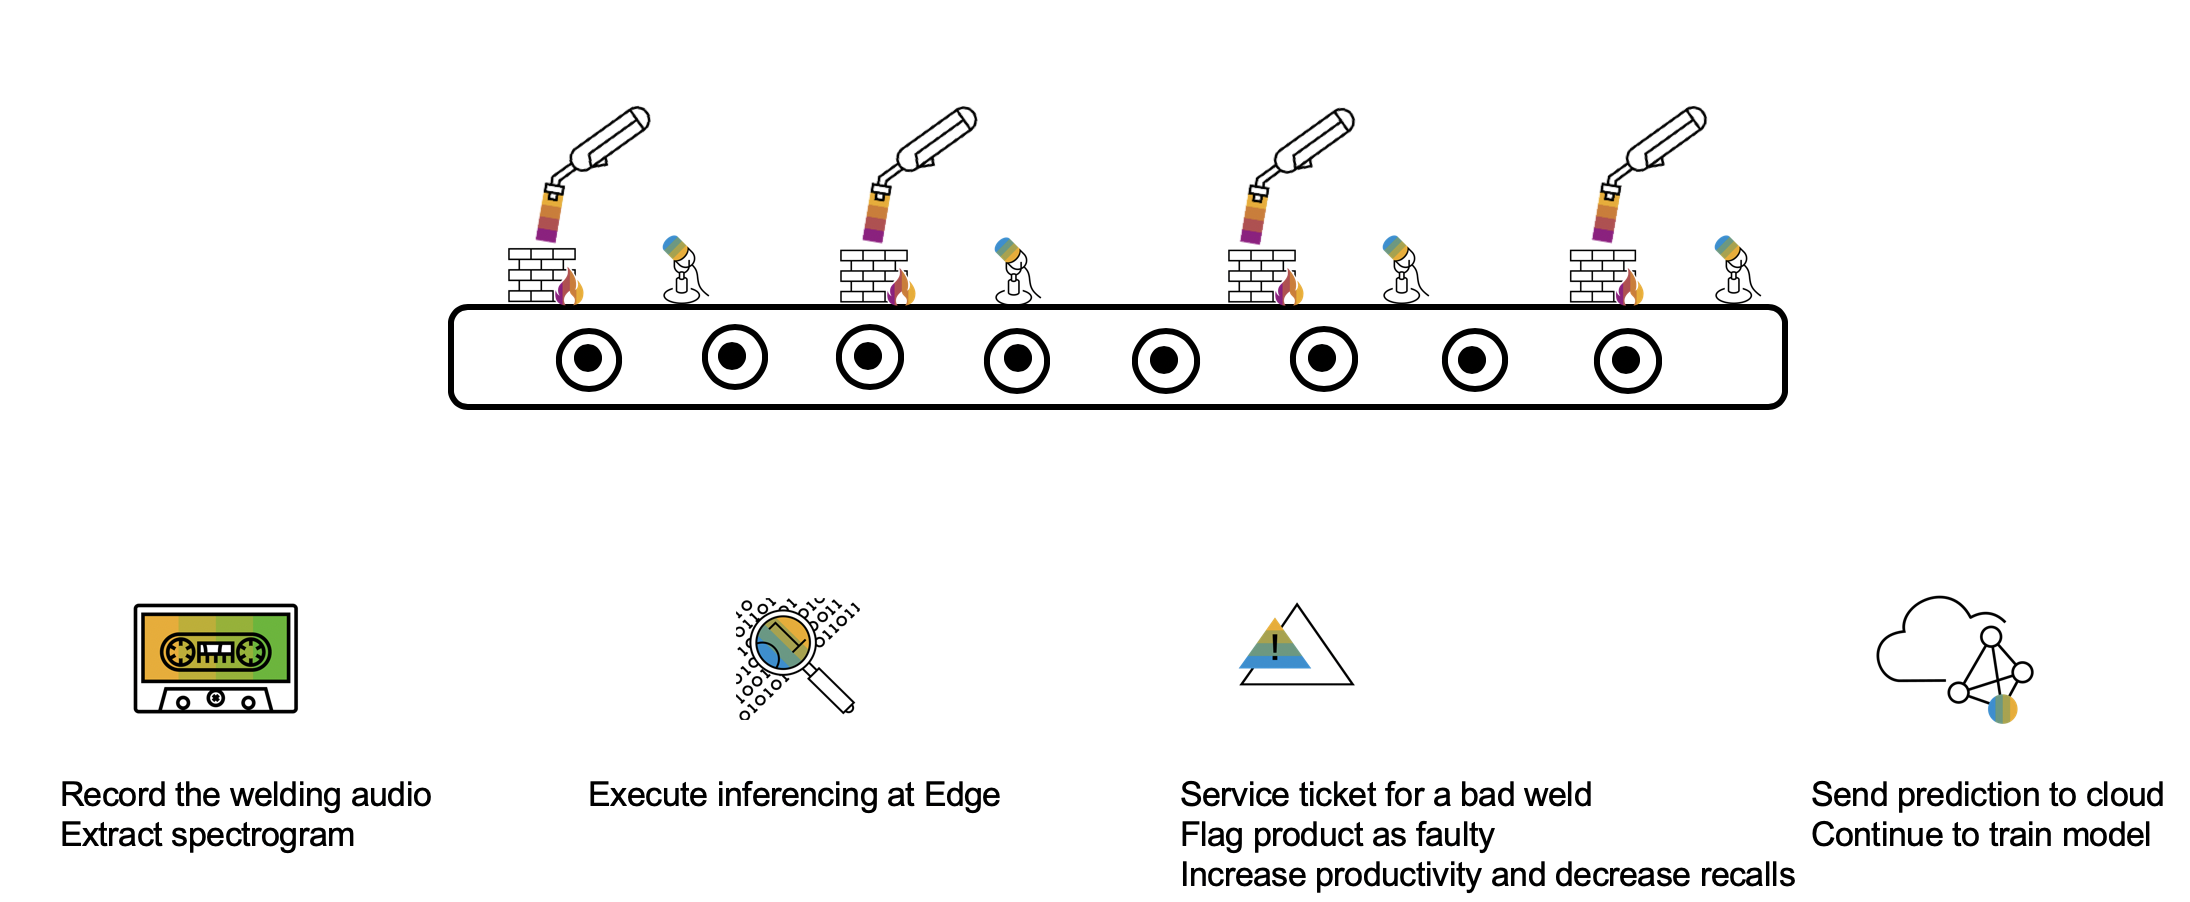 Record the welding audio
Extract spectrogram
Execute inferencing at Edge
!
Service ticket for a bad weld
Flag product as faulty
Increase productivity and decrease recalls
Send prediction to cloud
Continue to train model